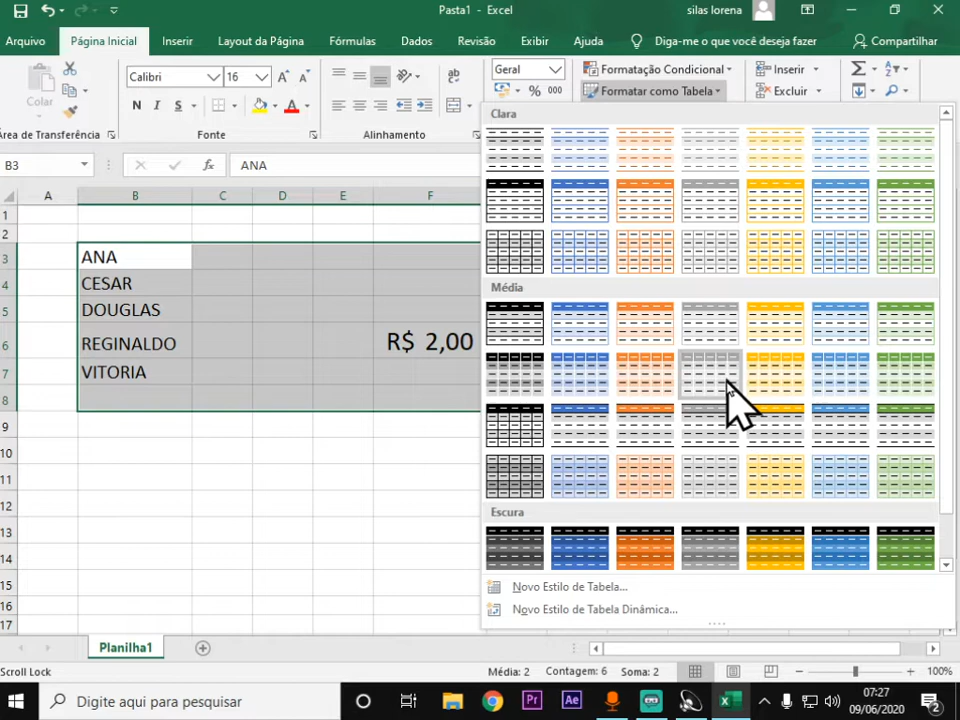 Pasta1 - Excel
silas lorena
Arquivo Página Inicial Inserir Layout da Página Fórmulas Dados Revisão Exibir Ajuda Diga-me o que você deseja fazer Compartilhar
Colar
Calibri 16
N I S A
ab
Geral
% 000
Formatação Condicional
Formatar como Tabela
Inserir
Excluir
Área de Transferência Fonte Alinhamento
B3 fx ANA
A B C D E F
1
2
3 ANA
4 CESAR
5 DOUGLAS
6 REGINALDO R$ 2,00
7 VITORIA
8
9
10
11
12
13
14
15
16
17
Clara
Média
Escura
Novo Estilo de Tabela...
Novo Estilo de Tabela Dinâmica...
Planilha1
Scroll Lock Média: 2 Contagem: 6 Soma: 2 100%
Digite aqui para pesquisar
Pr Ae
07:27
09/06/2020
2